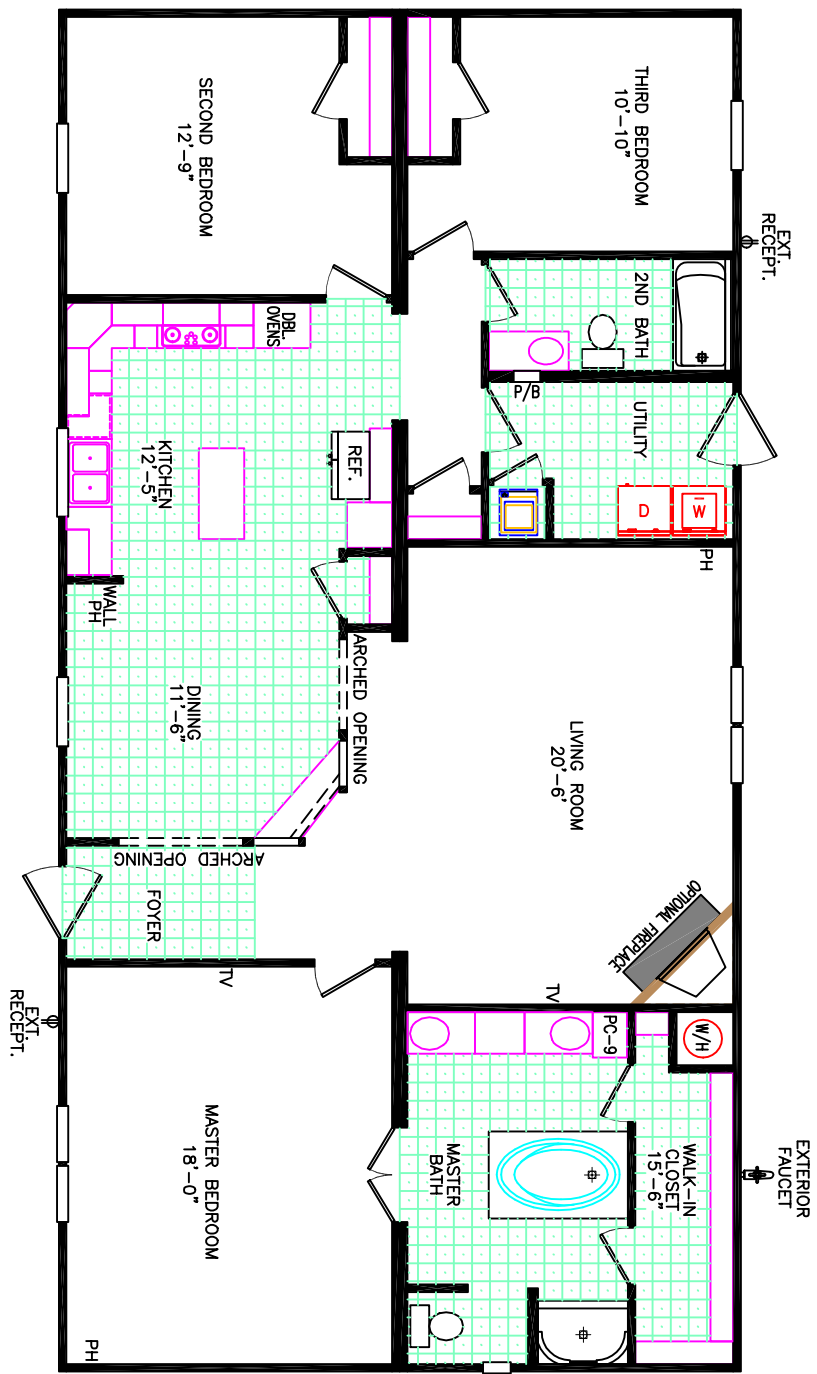 SECOND BEDROOM
12'-9"
THIRD BEDROOM
10'-10"
EXT.
RECEPT.
DBL.
OVENS
2ND BATH
P/B
UTILITY
REF.
KITCHEN
12'-5"
D
W
PH
WALL
PH
ARCHED OPENING
DINING
11'-6"
LIVING ROOM
20'-6'
ARCHED OPENING
FOYER
OPTIONAL FIREPLACE
TV
TV
EXT.
RECEPT.
PC-9
W/H
MASTER BEDROOM
18'-0"
MASTER
BATH
WALK-IN
CLOSET
15'-6"
EXTERIOR
FAUCET
PH